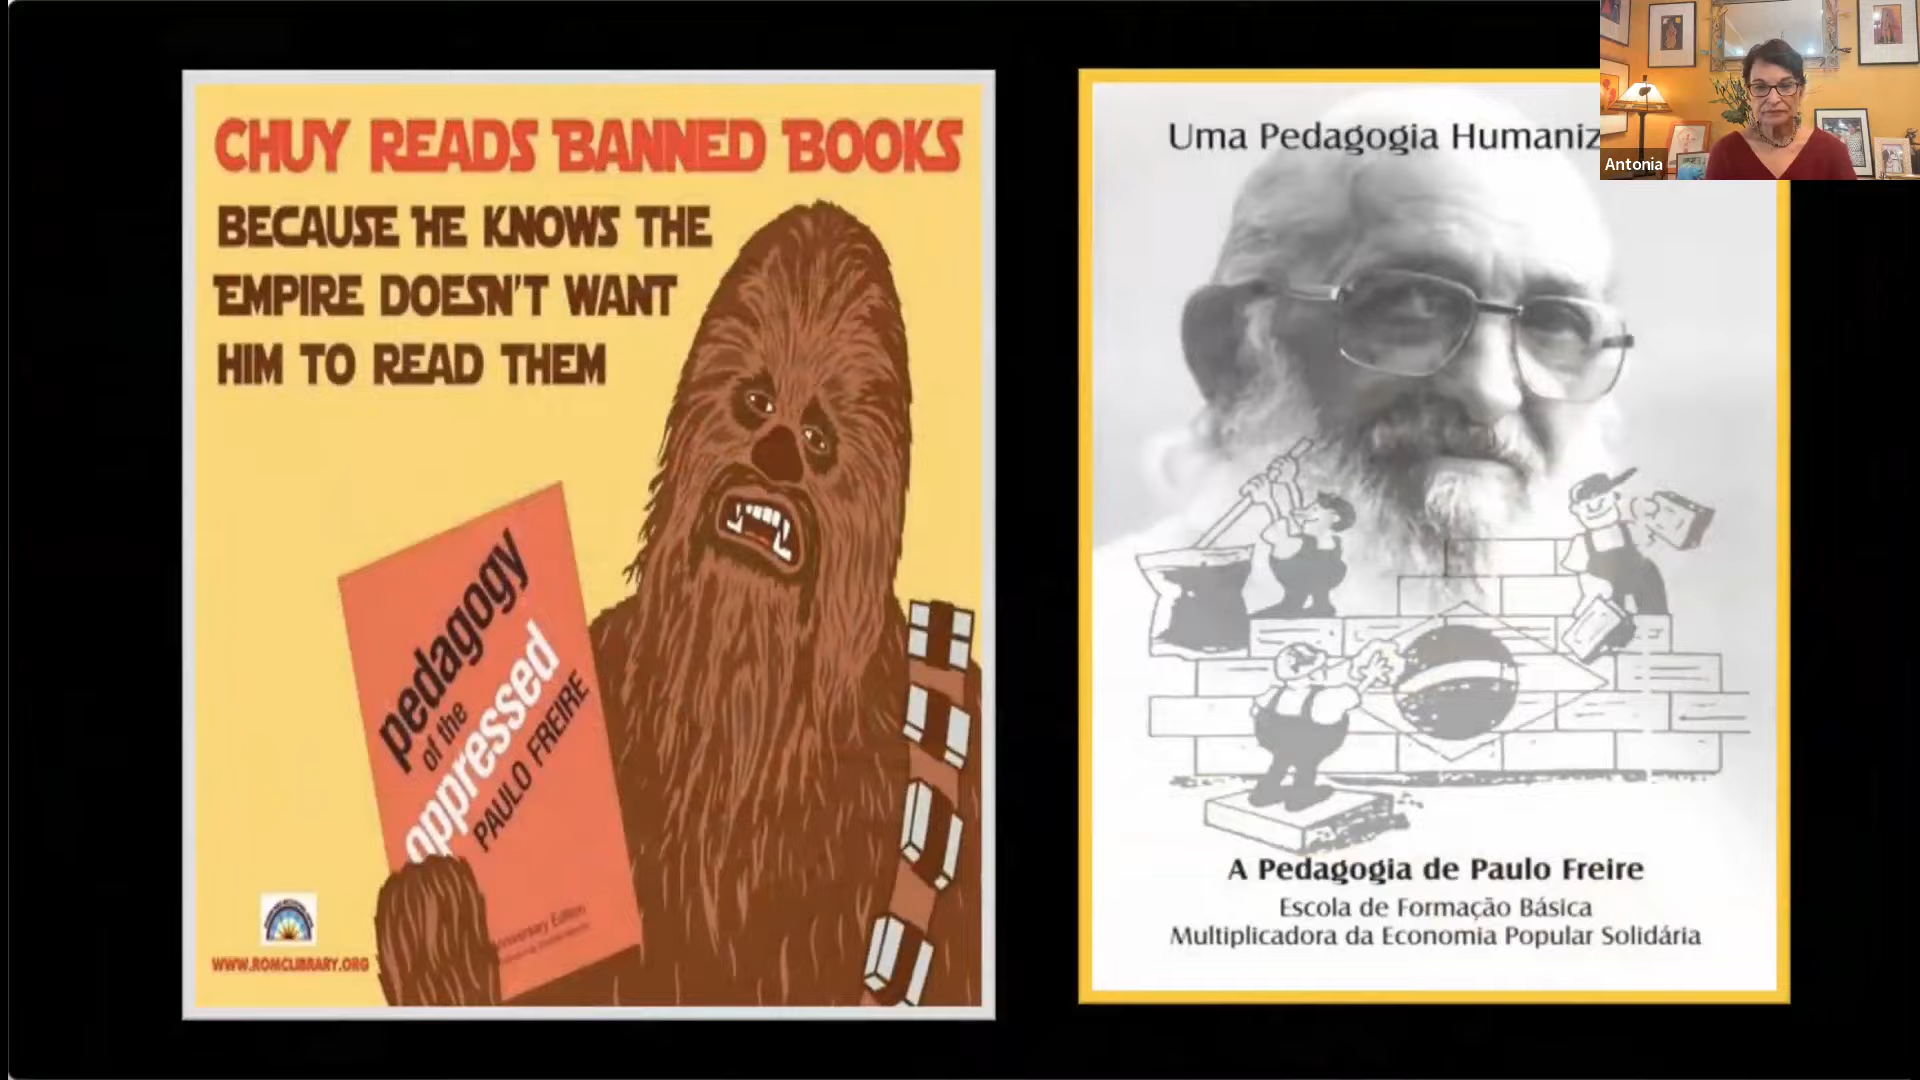 CHUY READS BANNED BOOKS
BECAUSE HE KNOWS THE
EMPIRE DOESN'T WANT
HIM TO READ THEM
pedagogy
of the
oppressed
PAULO FREIRE
Edition
WWW.ROMCLIBRARY.ORG
Uma Pedagogia Humaniz
A Pedagogia de Paulo Freire
Escola de Formação Básica
Multiplicadora da Economia Popular Solidária
Antonia